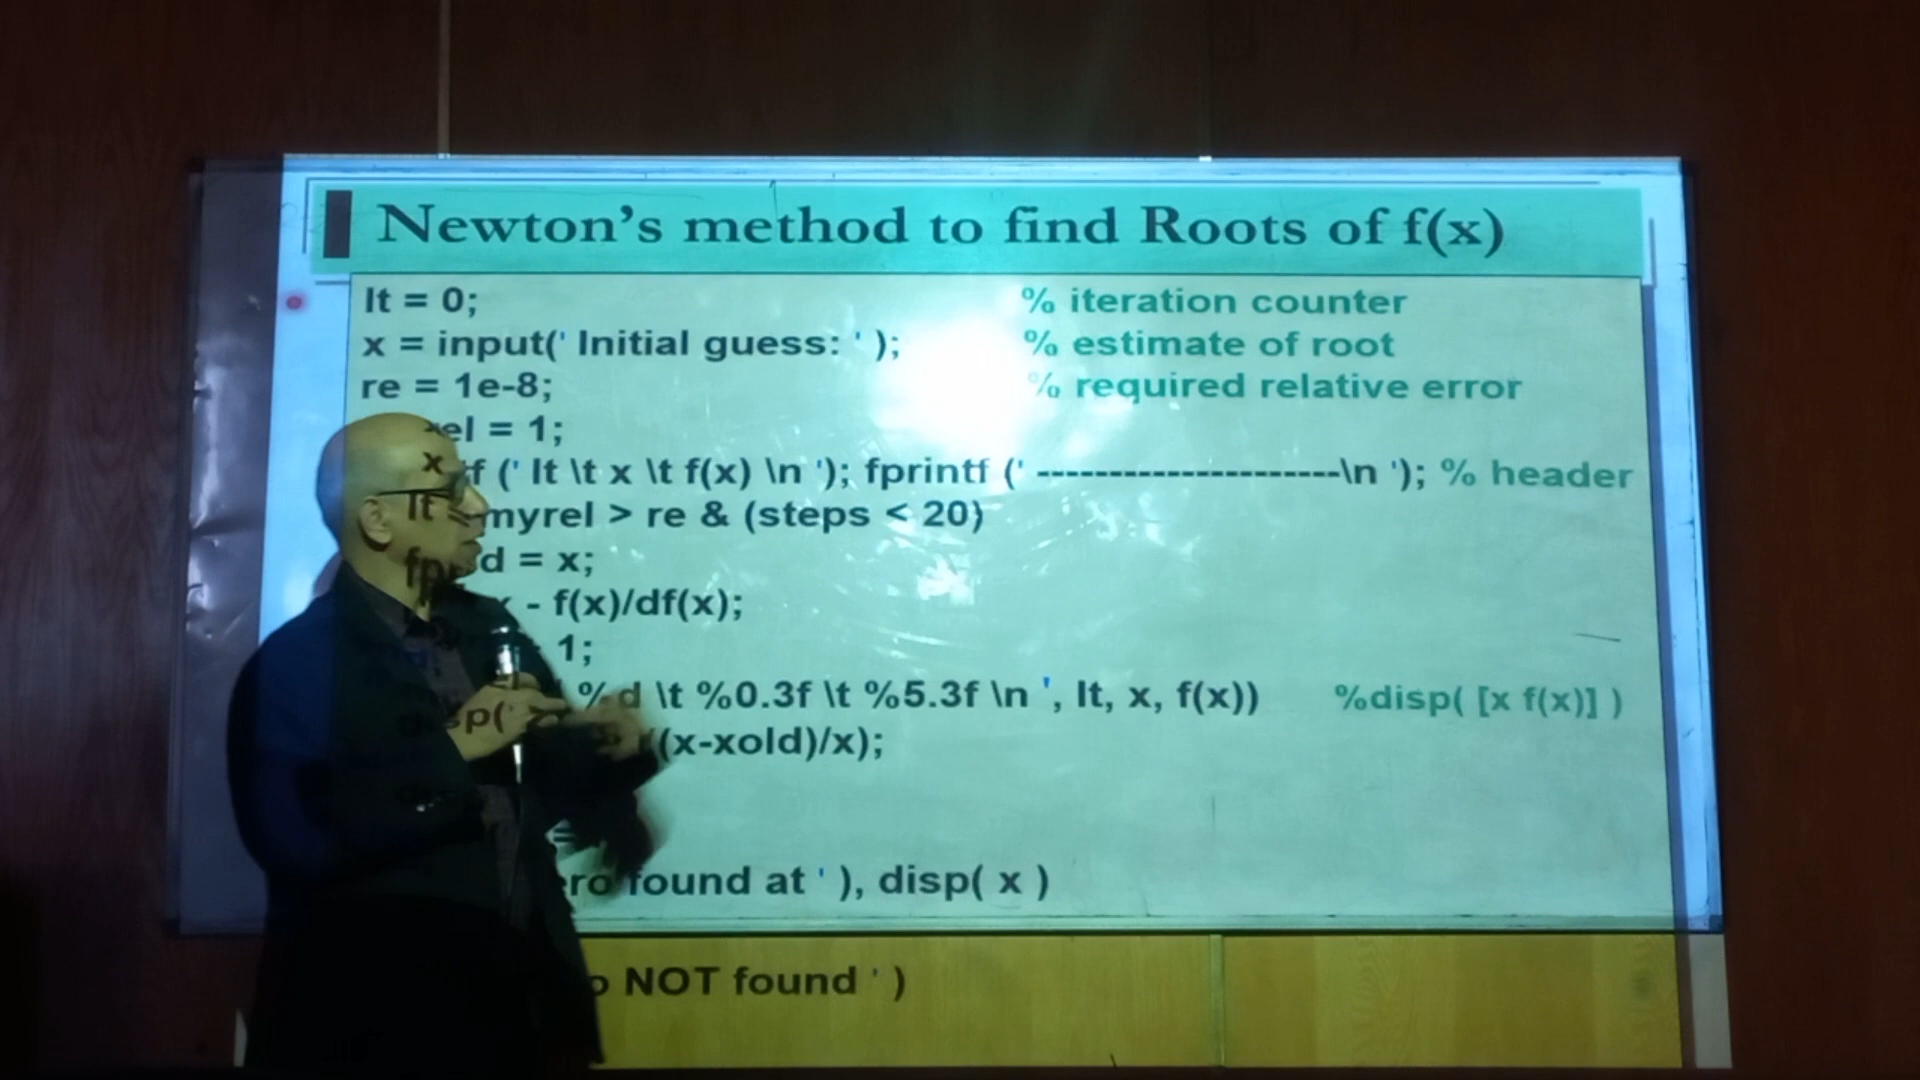 Newton's method to find Roots of f(x)
It = 0; % iteration counter
x = input(' Initial guess: ' ); % estimate of root
re = 1e-8; % required relative error
el = 1;
f (' It \t x \t f(x) \n '); fprintf (' ---------------------\n '); % header
myrel > re & (steps < 20)
d = x;
- f(x)/df(x);
1;
%d \t %0.3f \t %5.3f \n ', It, x, f(x)) %disp( [x f(x)] )
((x-xold)/x);
found at ' ), disp( x )
NOT found ' )